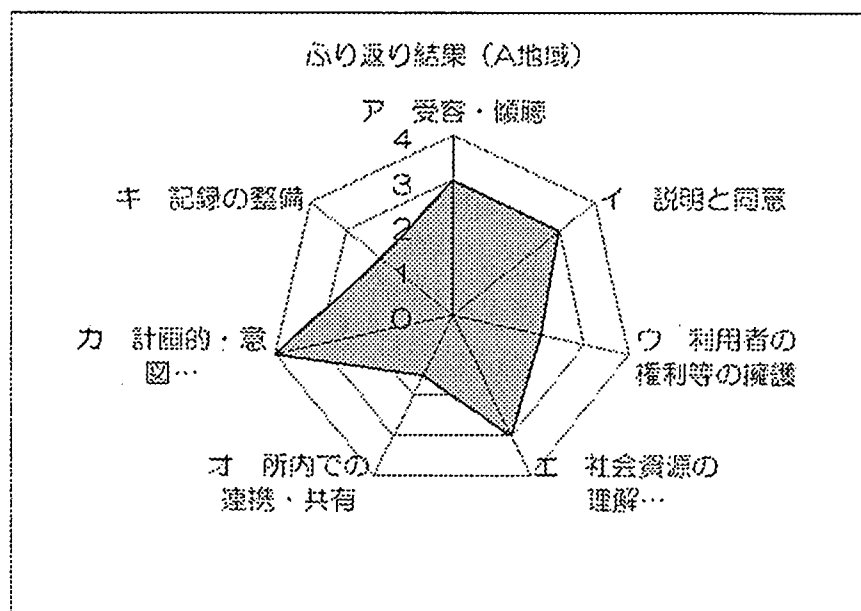 ふり返り結果（A地域）
ア　受容・傾聴
4
3
2
1
0
イ　説明と同意
ウ　利用者の
権利等の擁護
エ　社会資源の
理解…
オ　所内での
連携・共有
カ　計画的・意
図…
キ　記録の整備